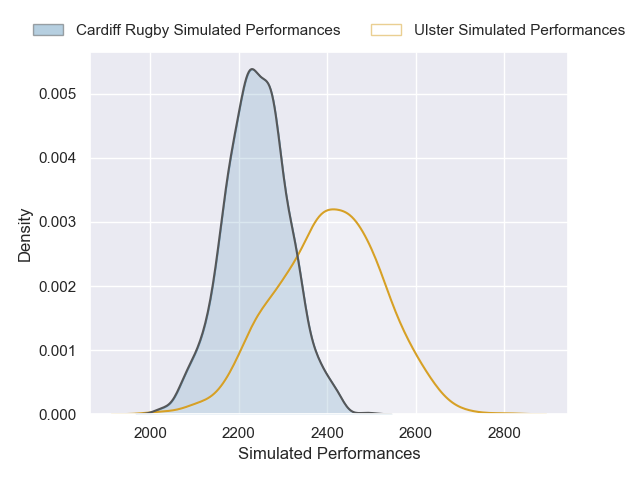 Cardiff Rugby Simulated Performances Ulster Simulated Performances
0.005
0.004
0.003
0.002
0.001
0.000
Density
2000 2200 2400 2600 2800
Simulated Performances